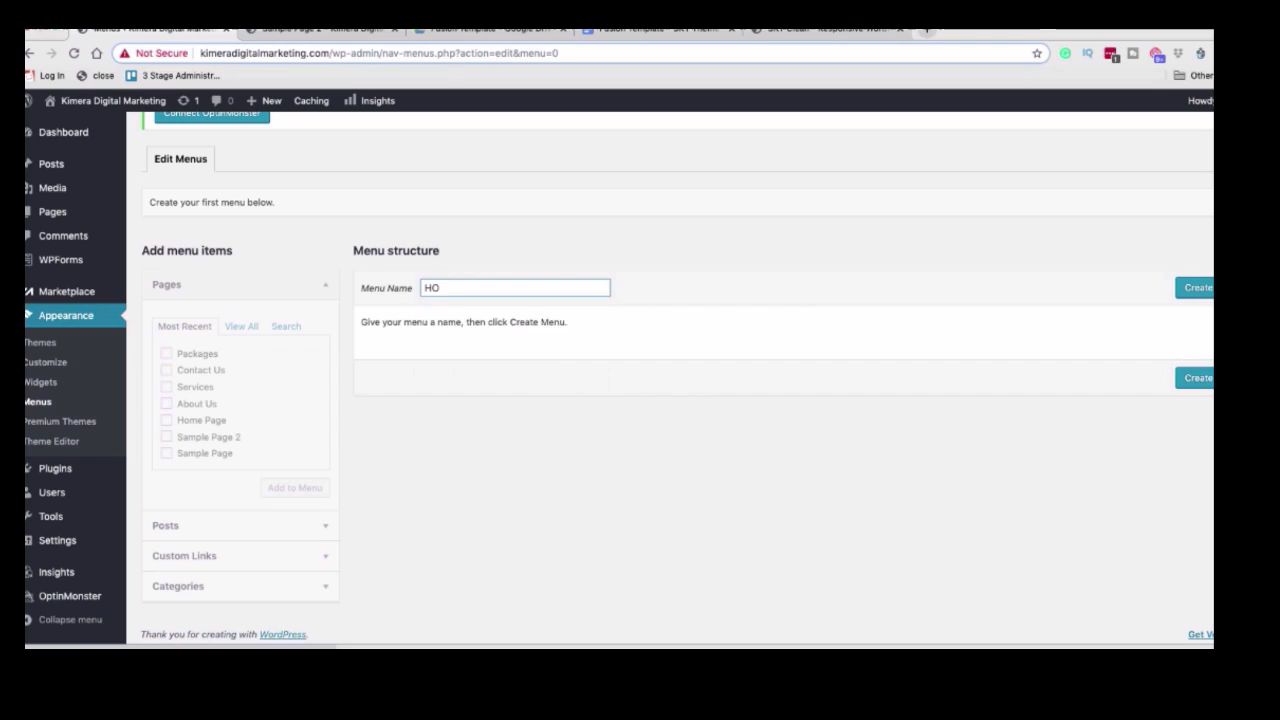 Not Secure kimeradigitalmarketing.com/wp-admin/nav-menus.php?action=edit&menu=0
Log In close 3 Stage Administr... Other
Kimera Digital Marketing 1 0 New Caching Insights Howdy
Connect OptinMonster
Dashboard
Posts
Media
Pages
Comments
WPForms
Marketplace
Appearance
Themes
Customize
Widgets
Menus
Premium Themes
Theme Editor
Plugins
Users
Tools
Settings
Insights
OptinMonster
Collapse menu
Edit Menus
Create your first menu below.
Add menu items
Pages
Most Recent View All Search
Packages
Contact Us
Services
About Us
Home Page
Sample Page 2
Sample Page
Add to Menu
Posts
Custom Links
Categories
Menu structure
Menu Name HO
Create
Give your menu a name, then click Create Menu.
Create
Thank you for creating with WordPress.
Get Ve